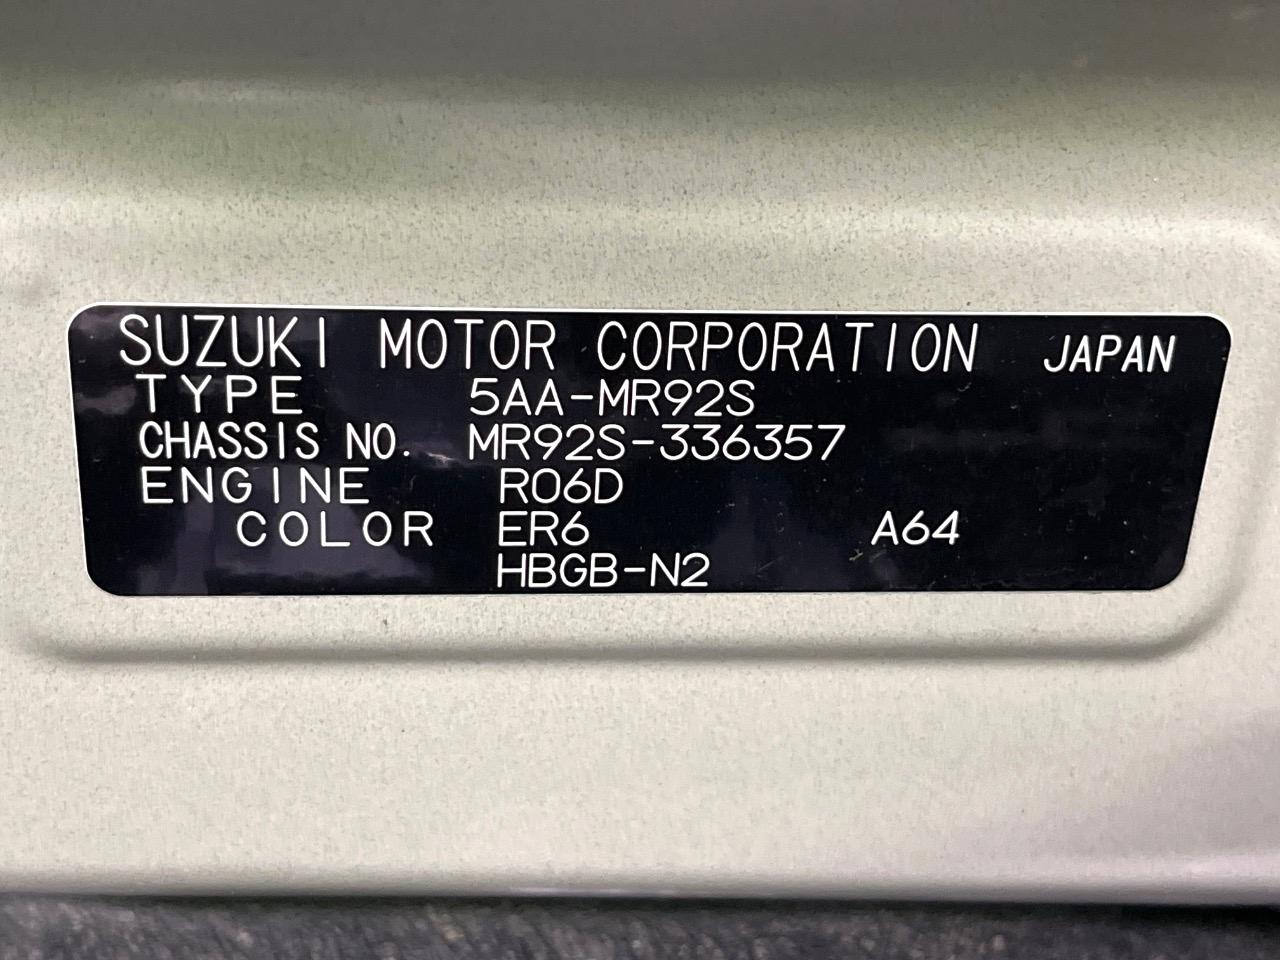 SUZUKI MOTOR CORPORATION JAPAN
TYPE 5AA-MR92S
CHASSIS NO. MR92S-336357
ENGINE R06D
COLOR ER6 A64
HBGB-N2